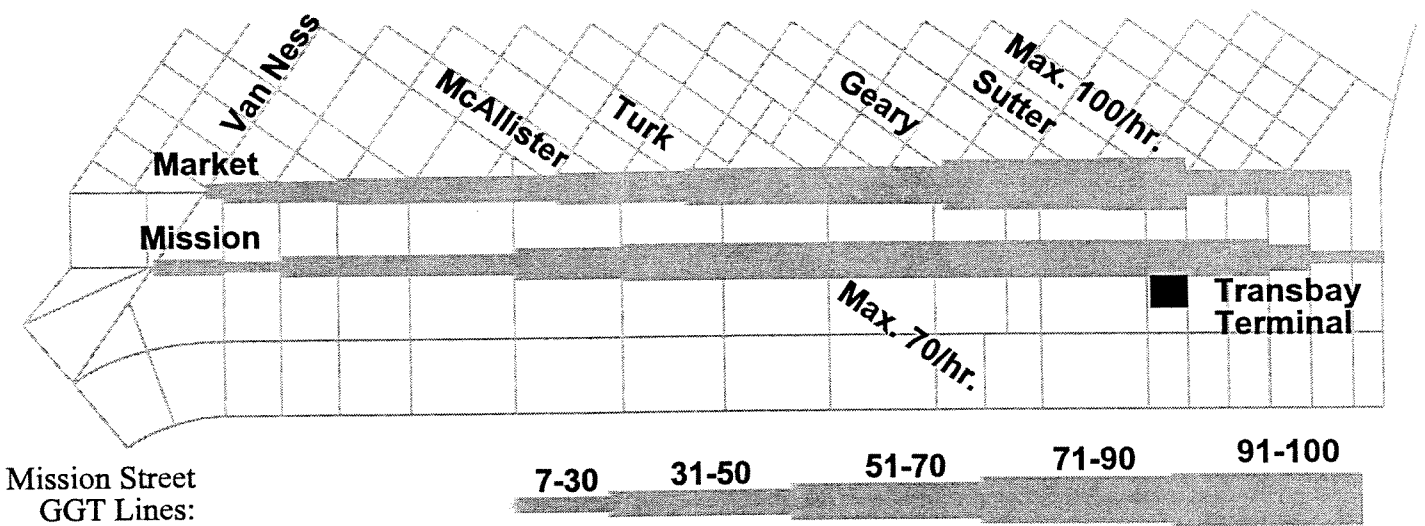 Van Ness
McAllister
Turk
Geary
Sutter
Max. 100/hr.
Market
Mission
Max. 70/hr.
Transbay
Terminal
Mission Street
GGT Lines:
7-30
31-50
51-70
71-90
91-100